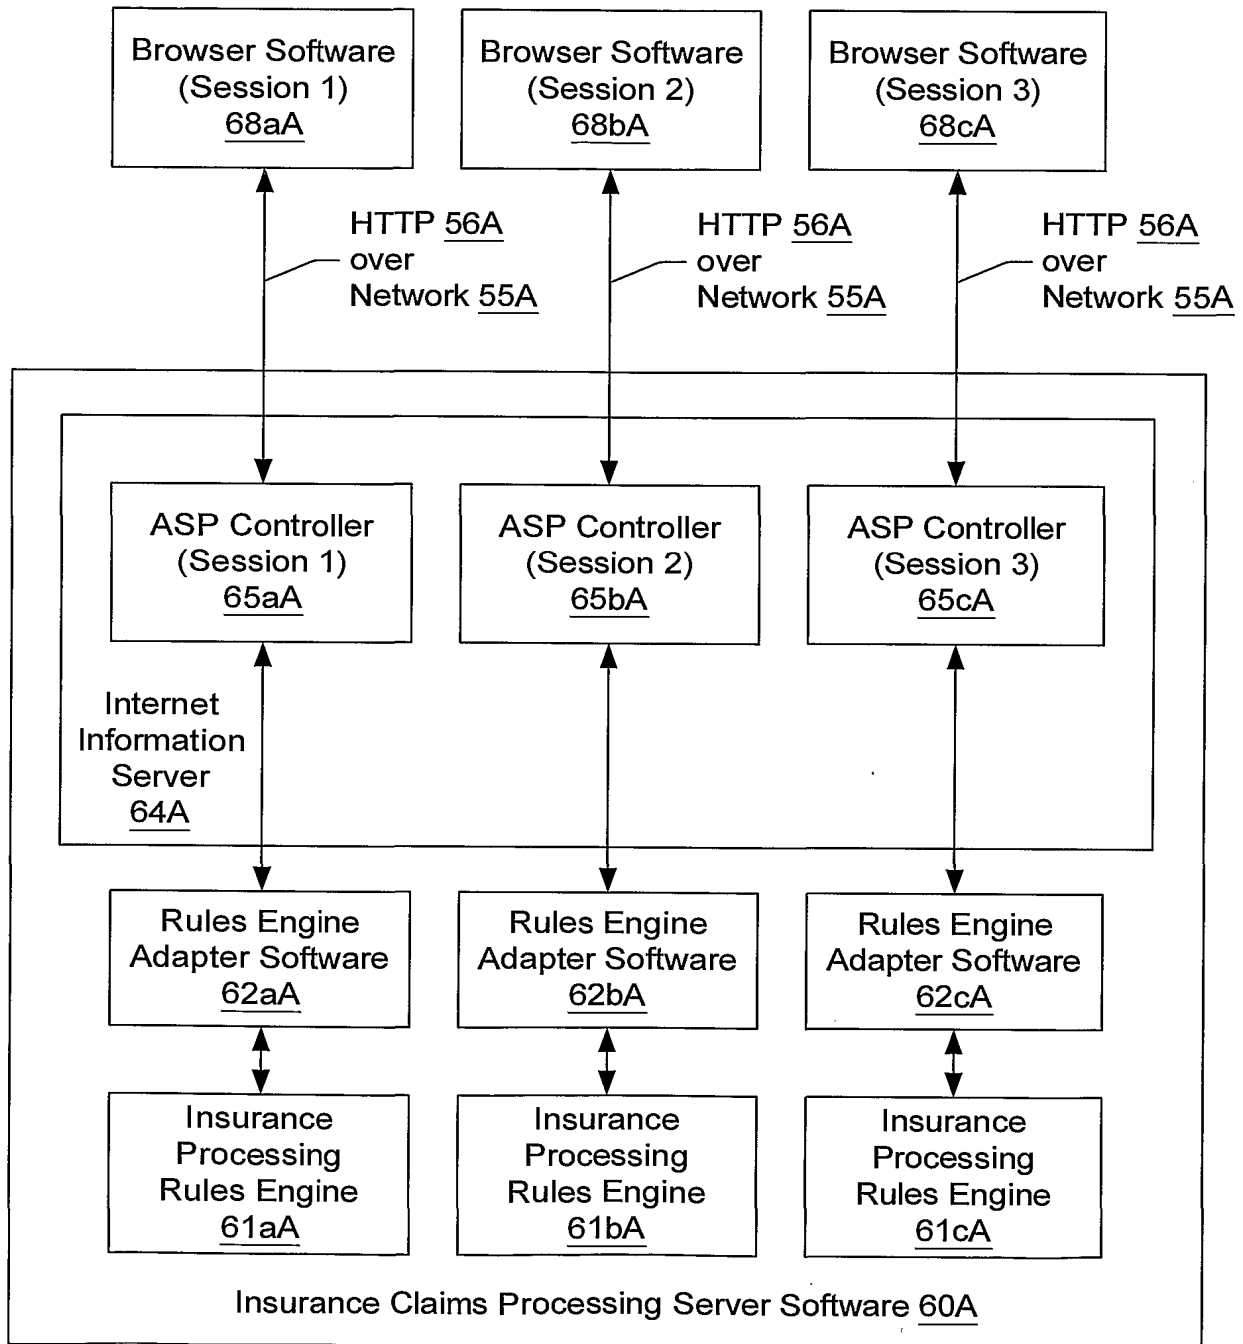 Browser Software
(Session 1)
68aA
Browser Software
(Session 2)
68bA
Browser Software
(Session 3)
68cA
HTTP 56A
over
Network 55A
HTTP 56A
over
Network 55A
HTTP 56A
over
Network 55A
ASP Controller
(Session 1)
65aA
ASP Controller
(Session 2)
65bA
ASP Controller
(Session 3)
65cA
Internet
Information
Server
64A
Rules Engine
Adapter Software
62aA
Rules Engine
Adapter Software
62bA
Rules Engine
Adapter Software
62cA
Insurance
Processing
Rules Engine
61aA
Insurance
Processing
Rules Engine
61bA
Insurance
Processing
Rules Engine
61cA
Insurance Claims Processing Server Software 60A